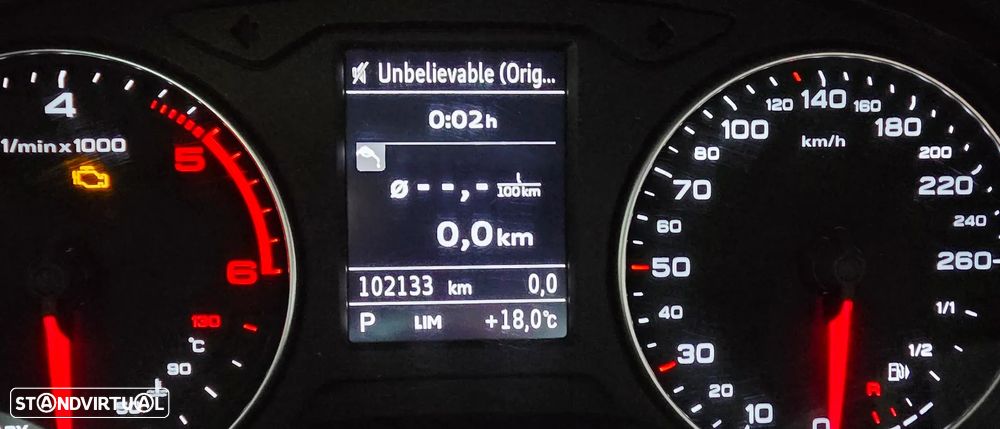 4
1/min x 1000
5
6
130
°C
90
Unbelievable (Orig...
0:02h
ø --,- l/100km
0,0 km
102133 km 0,0
P LIM +18,0°C
10
20
30
40
50
60
70
80
100
120
140
160
180
200
220
240
260
km/h
0
1/1
1/2
R
STANDVIRTUAL